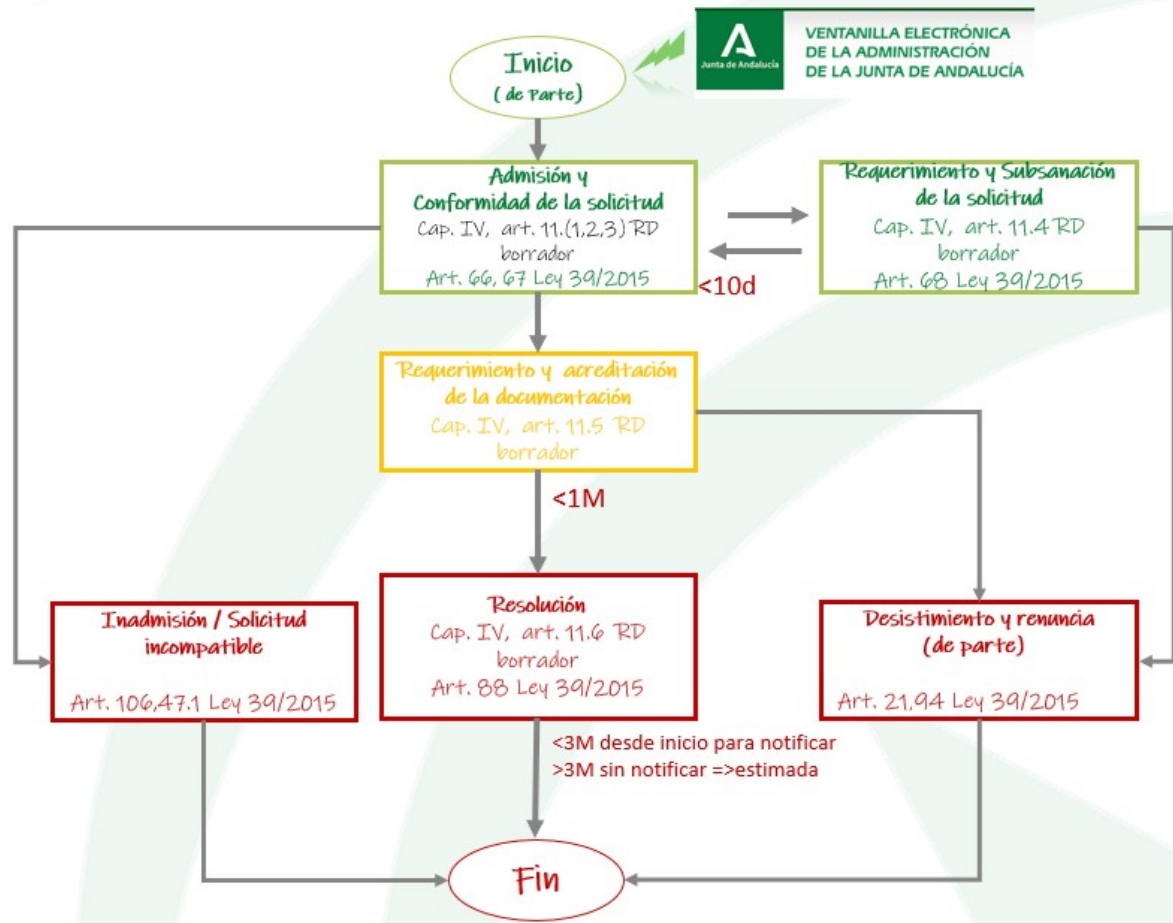 Inicio
(de Parte)
Junta de Andalucía
VENTANILLA ELECTRÓNICA
DE LA ADMINISTRACIÓN
DE LA JUNTA DE ANDALUCÍA
Admisión y
Conformidad de la solicitud
Cap. IV, art. 11.(1,2,3) RD
borrador
Art. 66, 67 Ley 39/2015
<10d
Requerimiento y Subsanación
de la solicitud
Cap. IV, art. 11.4 RD
borrador
Art. 68 Ley 39/2015
Requerimiento y acreditación
de la documentación
Cap. IV, art. 11.5 RD
borrador
<1M
Inadmisión / Solicitud
incompatible
Art. 106,47.1 Ley 39/2015
Resolución
Cap. IV, art. 11.6 RD
borrador
Art. 88 Ley 39/2015
Desistimiento y renuncia
(de parte)
Art. 21,94 Ley 39/2015
<3M desde inicio para notificar
>3M sin notificar =>estimada
Fin